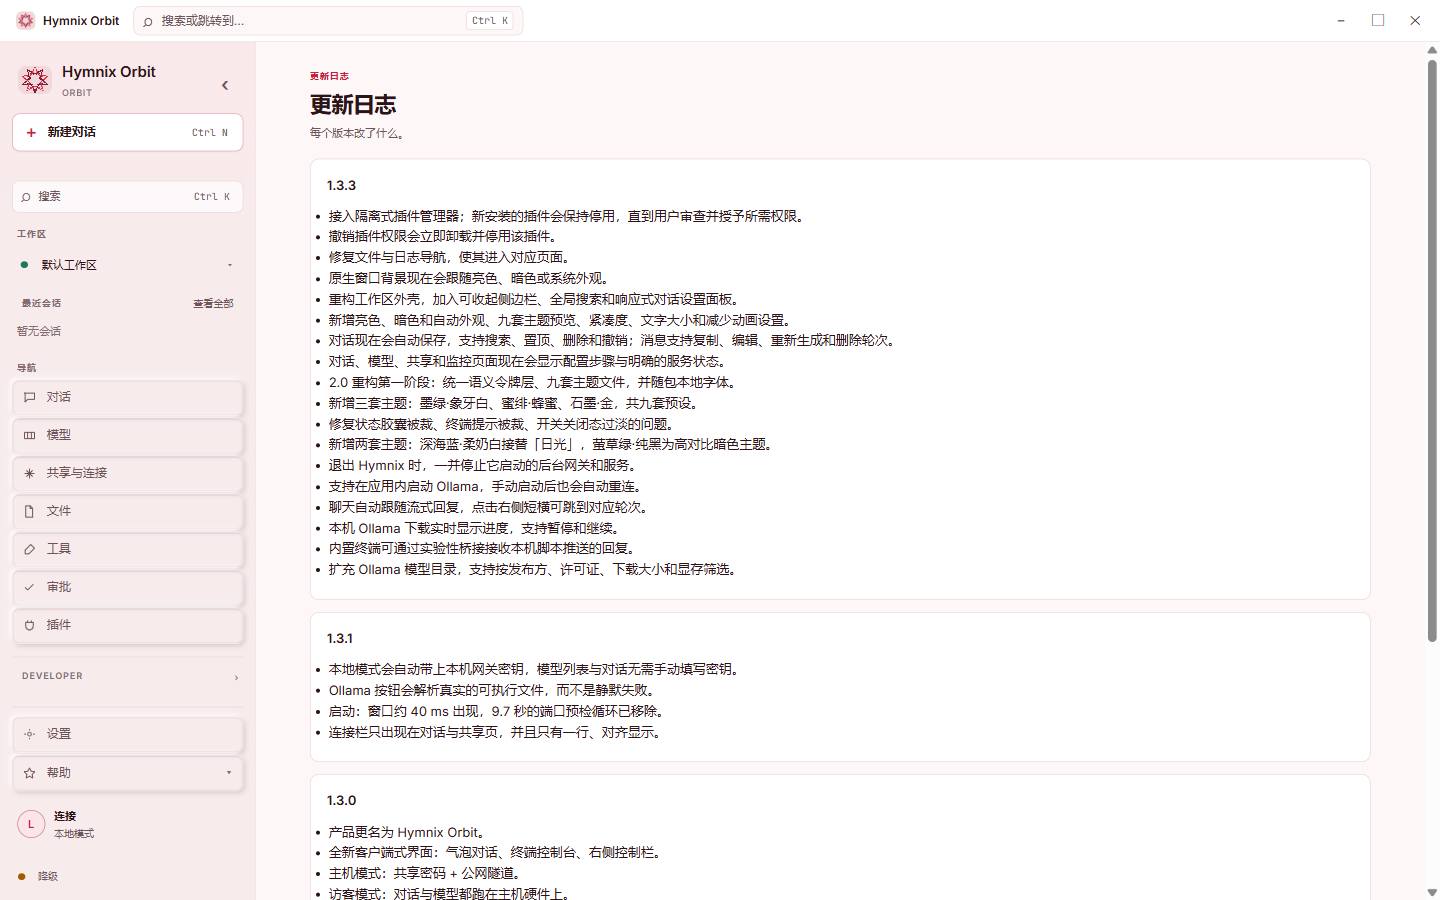 Hymnix Orbit
搜索或跳转到... Ctrl K
Hymnix Orbit
ORBIT
新建对话 Ctrl N
搜索 Ctrl K
工作区
默认工作区
最近会话 查看全部
暂无会话
导航
对话
模型
共享与连接
文件
工具
审批
插件
DEVELOPER
设置
帮助
L
连接
本地模式
降级
更新日志
更新日志
每个版本改了什么。
1.3.3
接入隔离式插件管理器；新安装的插件会保持停用，直到用户审查并授予所需权限。
撤销插件权限会立即卸载并停用该插件。
修复文件与日志导航，使其进入对应页面。
原生窗口背景现在会跟随亮色、暗色或系统外观。
重构工作区外壳，加入可收起侧边栏、全局搜索和响应式对话设置面板。
新增亮色、暗色和自动外观、九套主题预览、紧凑度、文字大小和减少动画设置。
对话现在会自动保存，支持搜索、置顶、删除和撤销；消息支持复制、编辑、重新生成和删除轮次。
对话、模型、共享和监控页面现在会显示配置步骤与明确的服务状态。
2.0 重构第一阶段：统一语义令牌层、九套主题文件，并随包本地字体。
新增三套主题：墨绿·象牙白、蜜绯·蜂蜜、石墨·金，共九套预设。
修复状态胶囊被裁、终端提示被裁、开关关闭态过淡的问题。
新增两套主题：深海蓝·柔奶白接替「日光」，萤草绿·纯黑为高对比暗色主题。
退出 Hymnix 时，一并停止它启动的后台网关和服务。
支持在应用内启动 Ollama，手动启动后也会自动重连。
聊天自动跟随流式回复，点击右侧短横可跳到对应轮次。
本机 Ollama 下载实时显示进度，支持暂停和继续。
内置终端可通过实验性桥接接收本机脚本推送的回复。
扩充 Ollama 模型目录，支持按发布方、许可证、下载大小和显存筛选。
1.3.1
本地模式会自动带上本机网关密钥，模型列表与对话无需手动填写密钥。
Ollama 按钮会解析真实的可执行文件，而不是静默失败。
启动：窗口约 40 ms 出现，9.7 秒的端口预检循环已移除。
连接栏只出现在对话与共享页，并且只有一行、对齐显示。
1.3.0
产品更名为 Hymnix Orbit。
全新客户端式界面：气泡对话、终端控制台、右侧控制栏。
主机模式：共享密码 + 公网隧道。
访客模式：对话与模型都跑在主机硬件上。